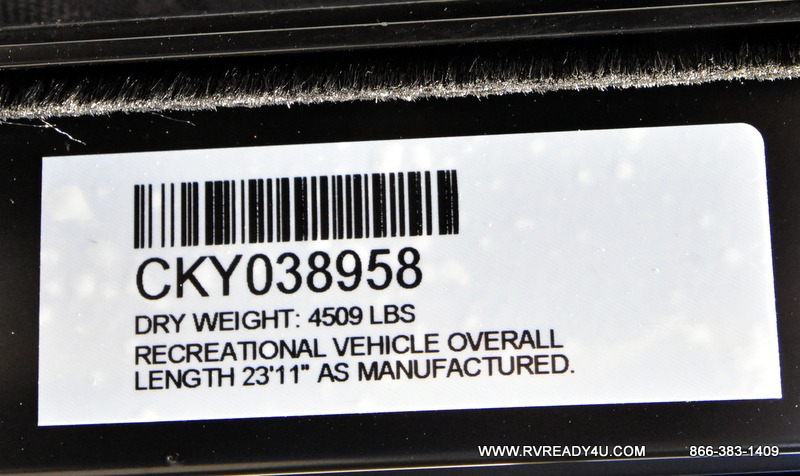 CKY038958
DRY WEIGHT: 4509 LBS
RECREATIONAL VEHICLE OVERALL
LENGTH 23'11" AS MANUFACTURED.
WWW.RVREADY4U.COM 866-383-1409